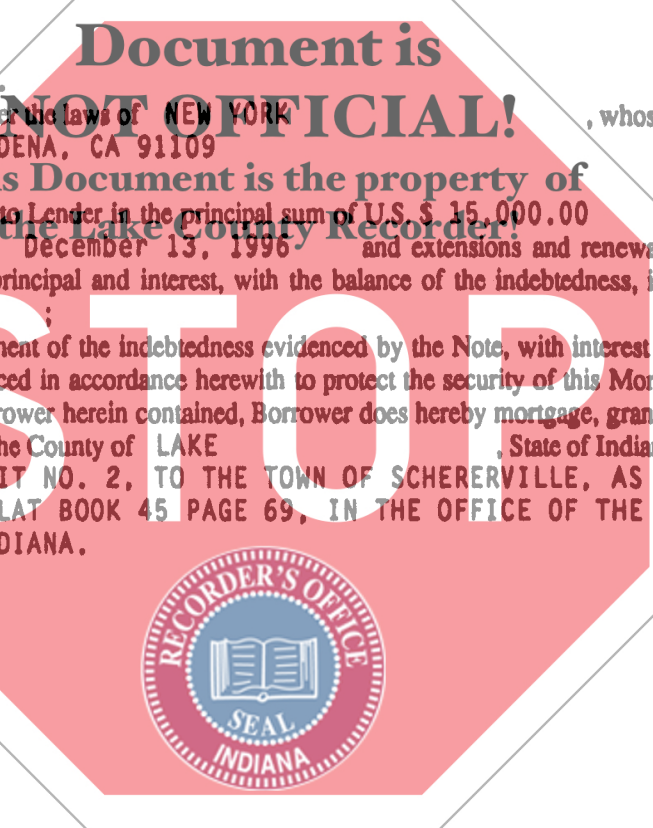 Document is
NOT OFFICIAL!
er the laws of NEW YORK , whos
DENA, CA 91109
s Document is the property of
to Lender in the principal sum of U.S. $ 15,000.00
the Lake County Recorder!
December 13, 1996 and extensions and renewa
principal and interest, with the balance of the indebtedness, i
;
STOP
nent of the indebtedness evidenced by the Note, with interest
ced in accordance herewith to protect the security of this Mor
rower herein contained, Borrower does hereby mortgage, gran
he County of LAKE , State of Indian
IT NO. 2, TO THE TOWN OF SCHERERVILLE, AS
LAT BOOK 45 PAGE 69, IN THE OFFICE OF THE
DIANA.
RECORDER'S OFFICE
SEAL
INDIANA